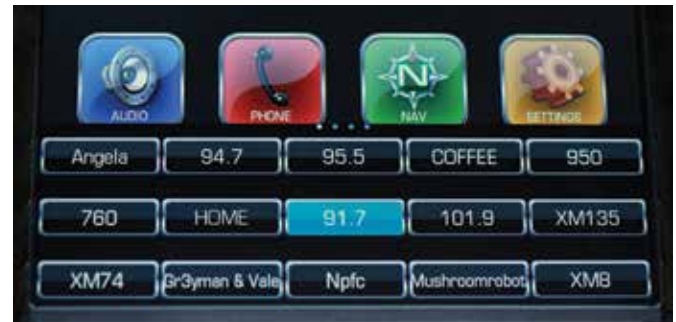 AUDIO PHONE N NAV SETTINGS
Angela 94.7 95.5 COFFEE 950
760 HOME 91.7 101.9 XM135
XM74 Gr3yman & Vale Npfc Mushroomrobot XM8